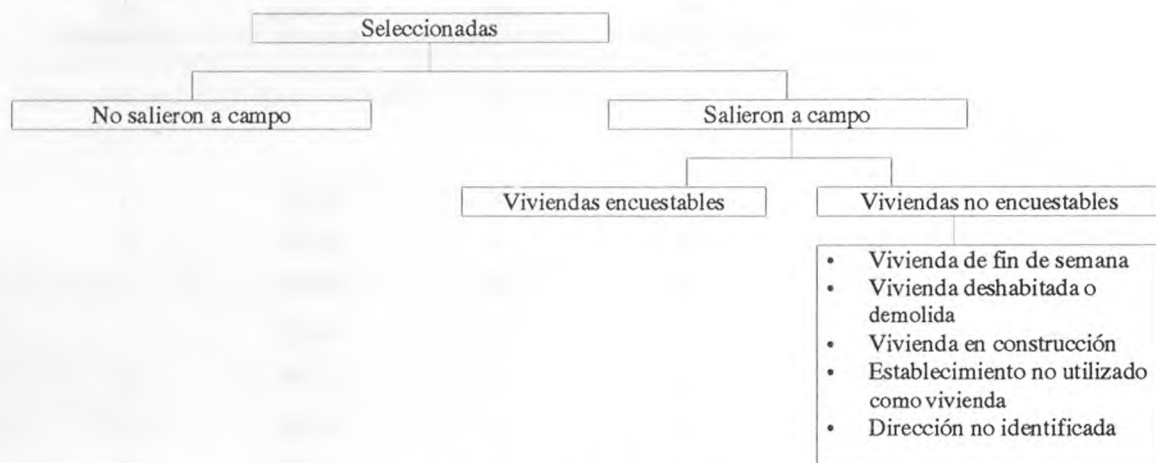 Seleccionadas
No salieron a campo
Salieron a campo
Viviendas encuestables
Viviendas no encuestables
• Vivienda de fin de semana
• Vivienda deshabitada o
demolida
• Vivienda en construcción
• Establecimiento no utilizado
como vivienda
• Dirección no identificada